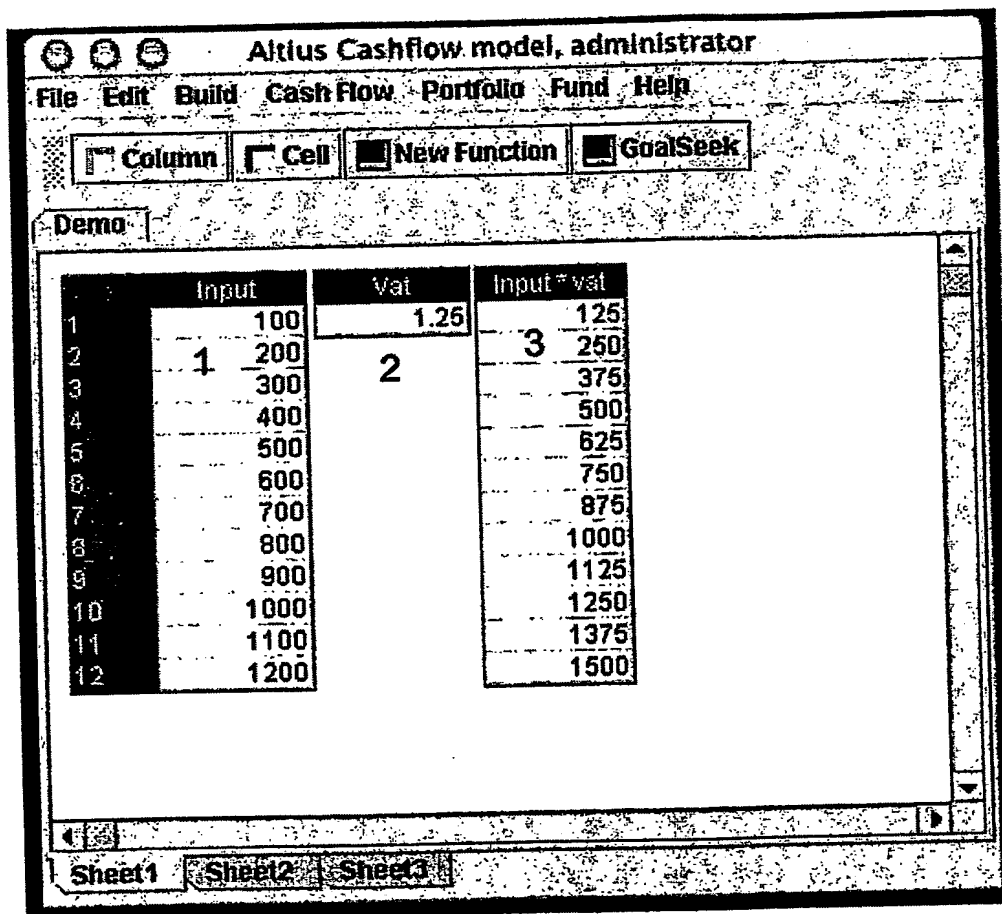 Altius Cashflow model, administrator
File Edit Build Cash Flow Portfolio Fund Help
Column Cell New Function GoalSeek
Demo
Input Vat Input * vat
1 100 1.25 125
2 200 250
3 300 375
4 400 500
5 500 625
6 600 750
7 700 875
8 800 1000
9 900 1125
10 1000 1250
11 1100 1375
12 1200 1500
1 2 3
Sheet1 Sheet2 Sheet3